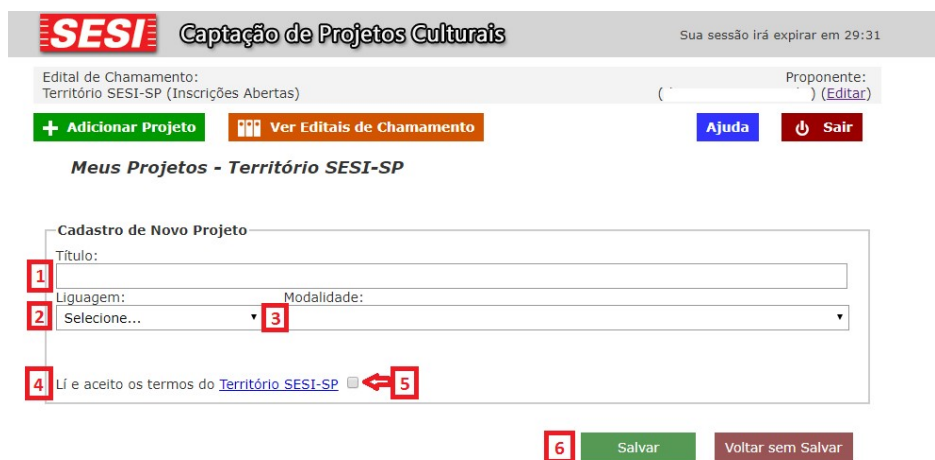 SESI Captação de Projetos Culturais Sua sessão irá expirar em 29:31
Edital de Chamamento: Proponente:
Território SESI-SP (Inscrições Abertas) ( ) (Editar)
+ Adicionar Projeto Ver Editais de Chamamento Ajuda Sair
Meus Projetos - Território SESI-SP
Cadastro de Novo Projeto
Título:
1
Liguagem: Modalidade:
2 Selecione... 3
4 Lí e aceito os termos do Território SESI-SP 5
6 Salvar Voltar sem Salvar